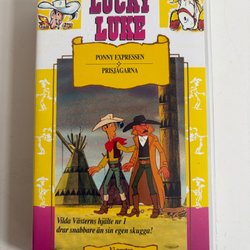 LUCKY
LUKE
PONNY EXPRESSEN
PRISJÄGARNA
Vilda Västerns hjälte nr 1
drar snabbare än sin egen skugga!